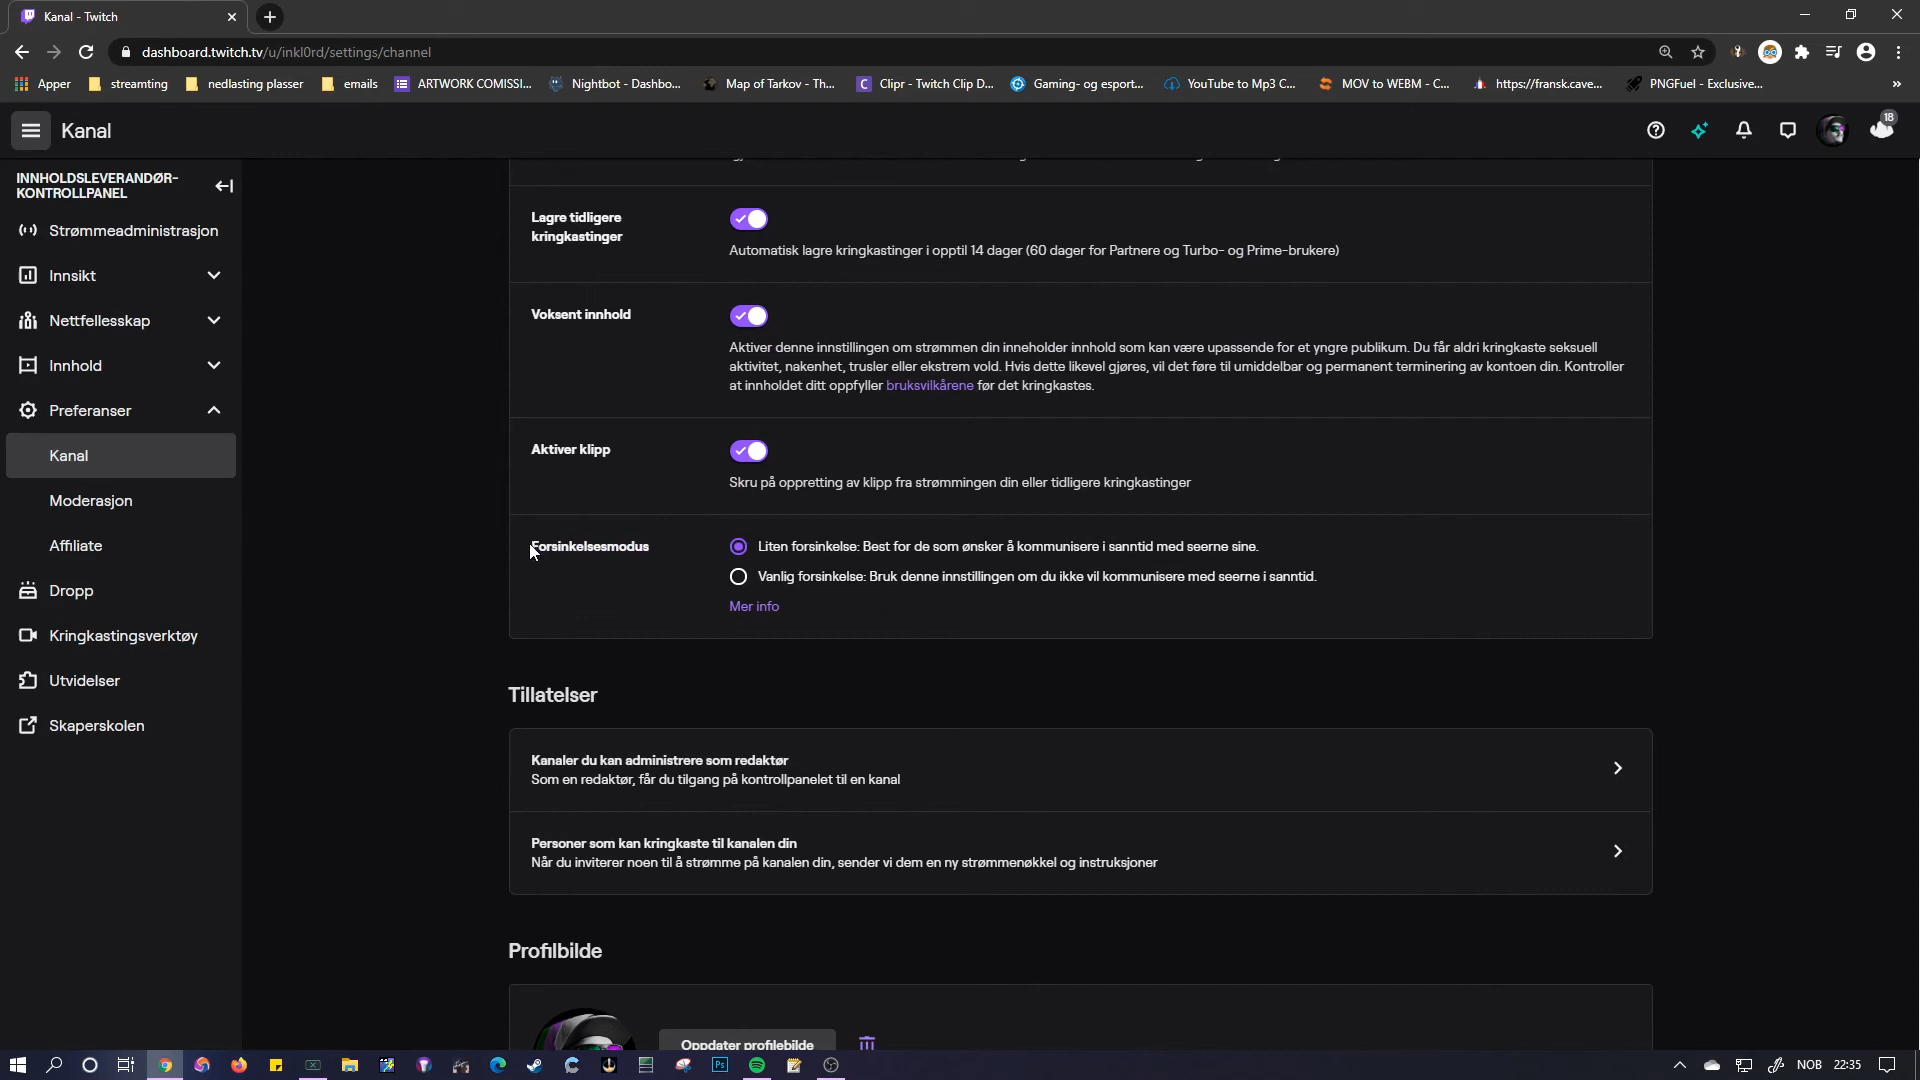 Kanal - Twitch
dashboard.twitch.tv/u/inkl0rd/settings/channel
Apper
streamting
nedlasting plasser
emails
ARTWORK COMISSI...
Nightbot - Dashbo...
Map of Tarkov - Th...
Clipr - Twitch Clip D...
Gaming- og esport...
YouTube to Mp3 C...
MOV to WEBM - C...
https://fransk.cave...
PNGFuel - Exclusive...
»
Kanal
18
INNHOLDSLEVERANDØR-
KONTROLLPANEL
Strømmeadministrasjon
Innsikt
Nettfellesskap
Innhold
Preferanser
Kanal
Moderasjon
Affiliate
Dropp
Kringkastingsverktøy
Utvidelser
Skaperskolen
Lagre tidligere
kringkastinger
Automatisk lagre kringkastinger i opptil 14 dager (60 dager for Partnere og Turbo- og Prime-brukere)
Voksent innhold
Aktiver denne innstillingen om strømmen din inneholder innhold som kan være upassende for et yngre publikum. Du får aldri kringkaste seksuell
aktivitet, nakenhet, trusler eller ekstrem vold. Hvis dette likevel gjøres, vil det føre til umiddelbar og permanent terminering av kontoen din. Kontroller
at innholdet ditt oppfyller bruksvilkårene før det kringkastes.
Aktiver klipp
Skru på oppretting av klipp fra strømmingen din eller tidligere kringkastinger
Forsinkelsesmodus
Liten forsinkelse: Best for de som ønsker å kommunisere i sanntid med seerne sine.
Vanlig forsinkelse: Bruk denne innstillingen om du ikke vil kommunisere med seerne i sanntid.
Mer info
Tillatelser
Kanaler du kan administrere som redaktør
Som en redaktør, får du tilgang på kontrollpanelet til en kanal
Personer som kan kringkaste til kanalen din
Når du inviterer noen til å strømme på kanalen din, sender vi dem en ny strømmenøkkel og instruksjoner
Profilbilde
Oppdater profilbilde
NOB
22:35